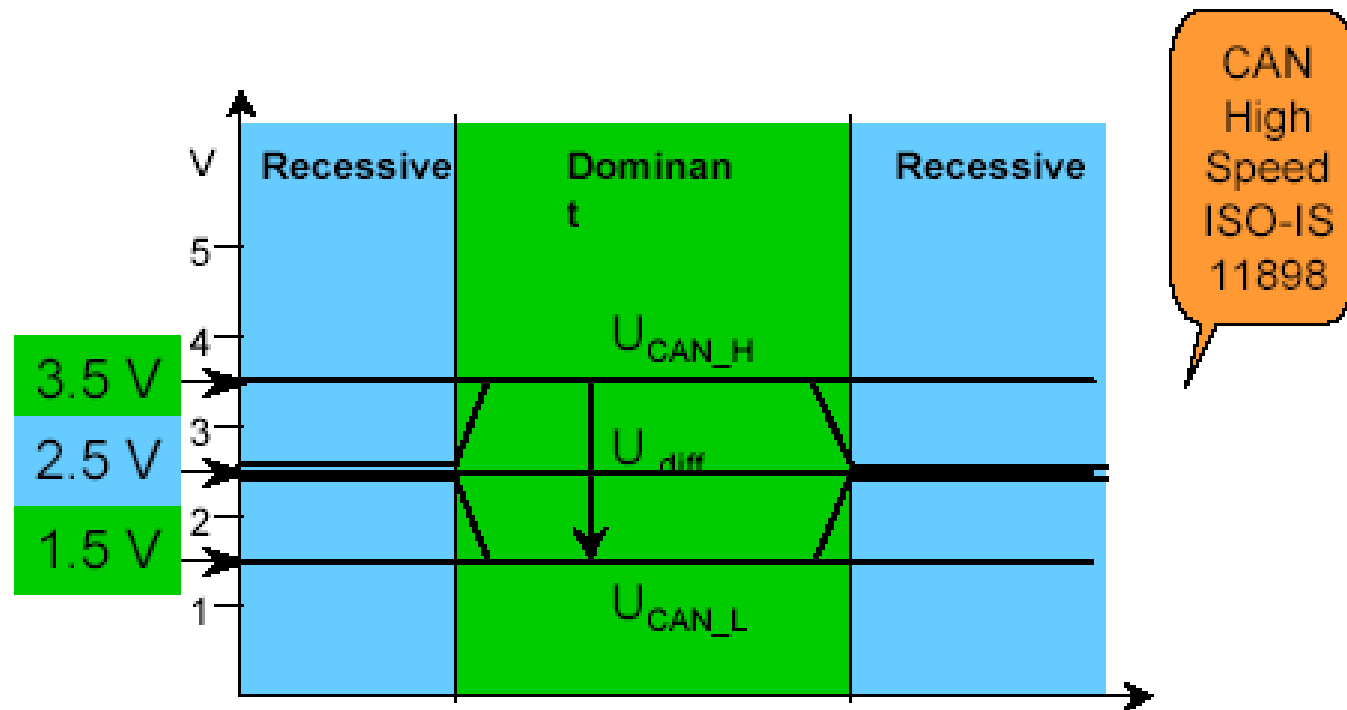 CAN
High
Speed
ISO-IS
11898
V
Recessive
Dominan
t
Recessive
5
4
U CAN_H
3.5 V
3
2.5 V
U diff
2
1.5 V
1
U CAN_L